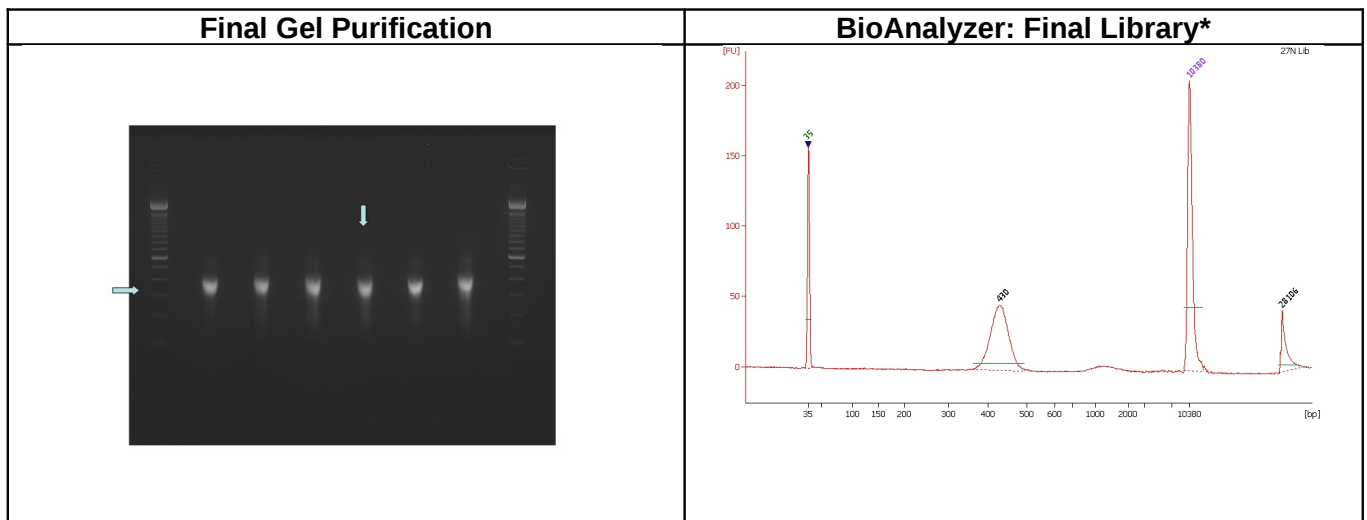 Final Gel Purification
BioAnalyzer: Final Library*
[FU]
27N Lib
200
150
100
50
0
35
430
10380
28106
35 100 150 200 300 400 500 600 1000 2000 10380 [bp]